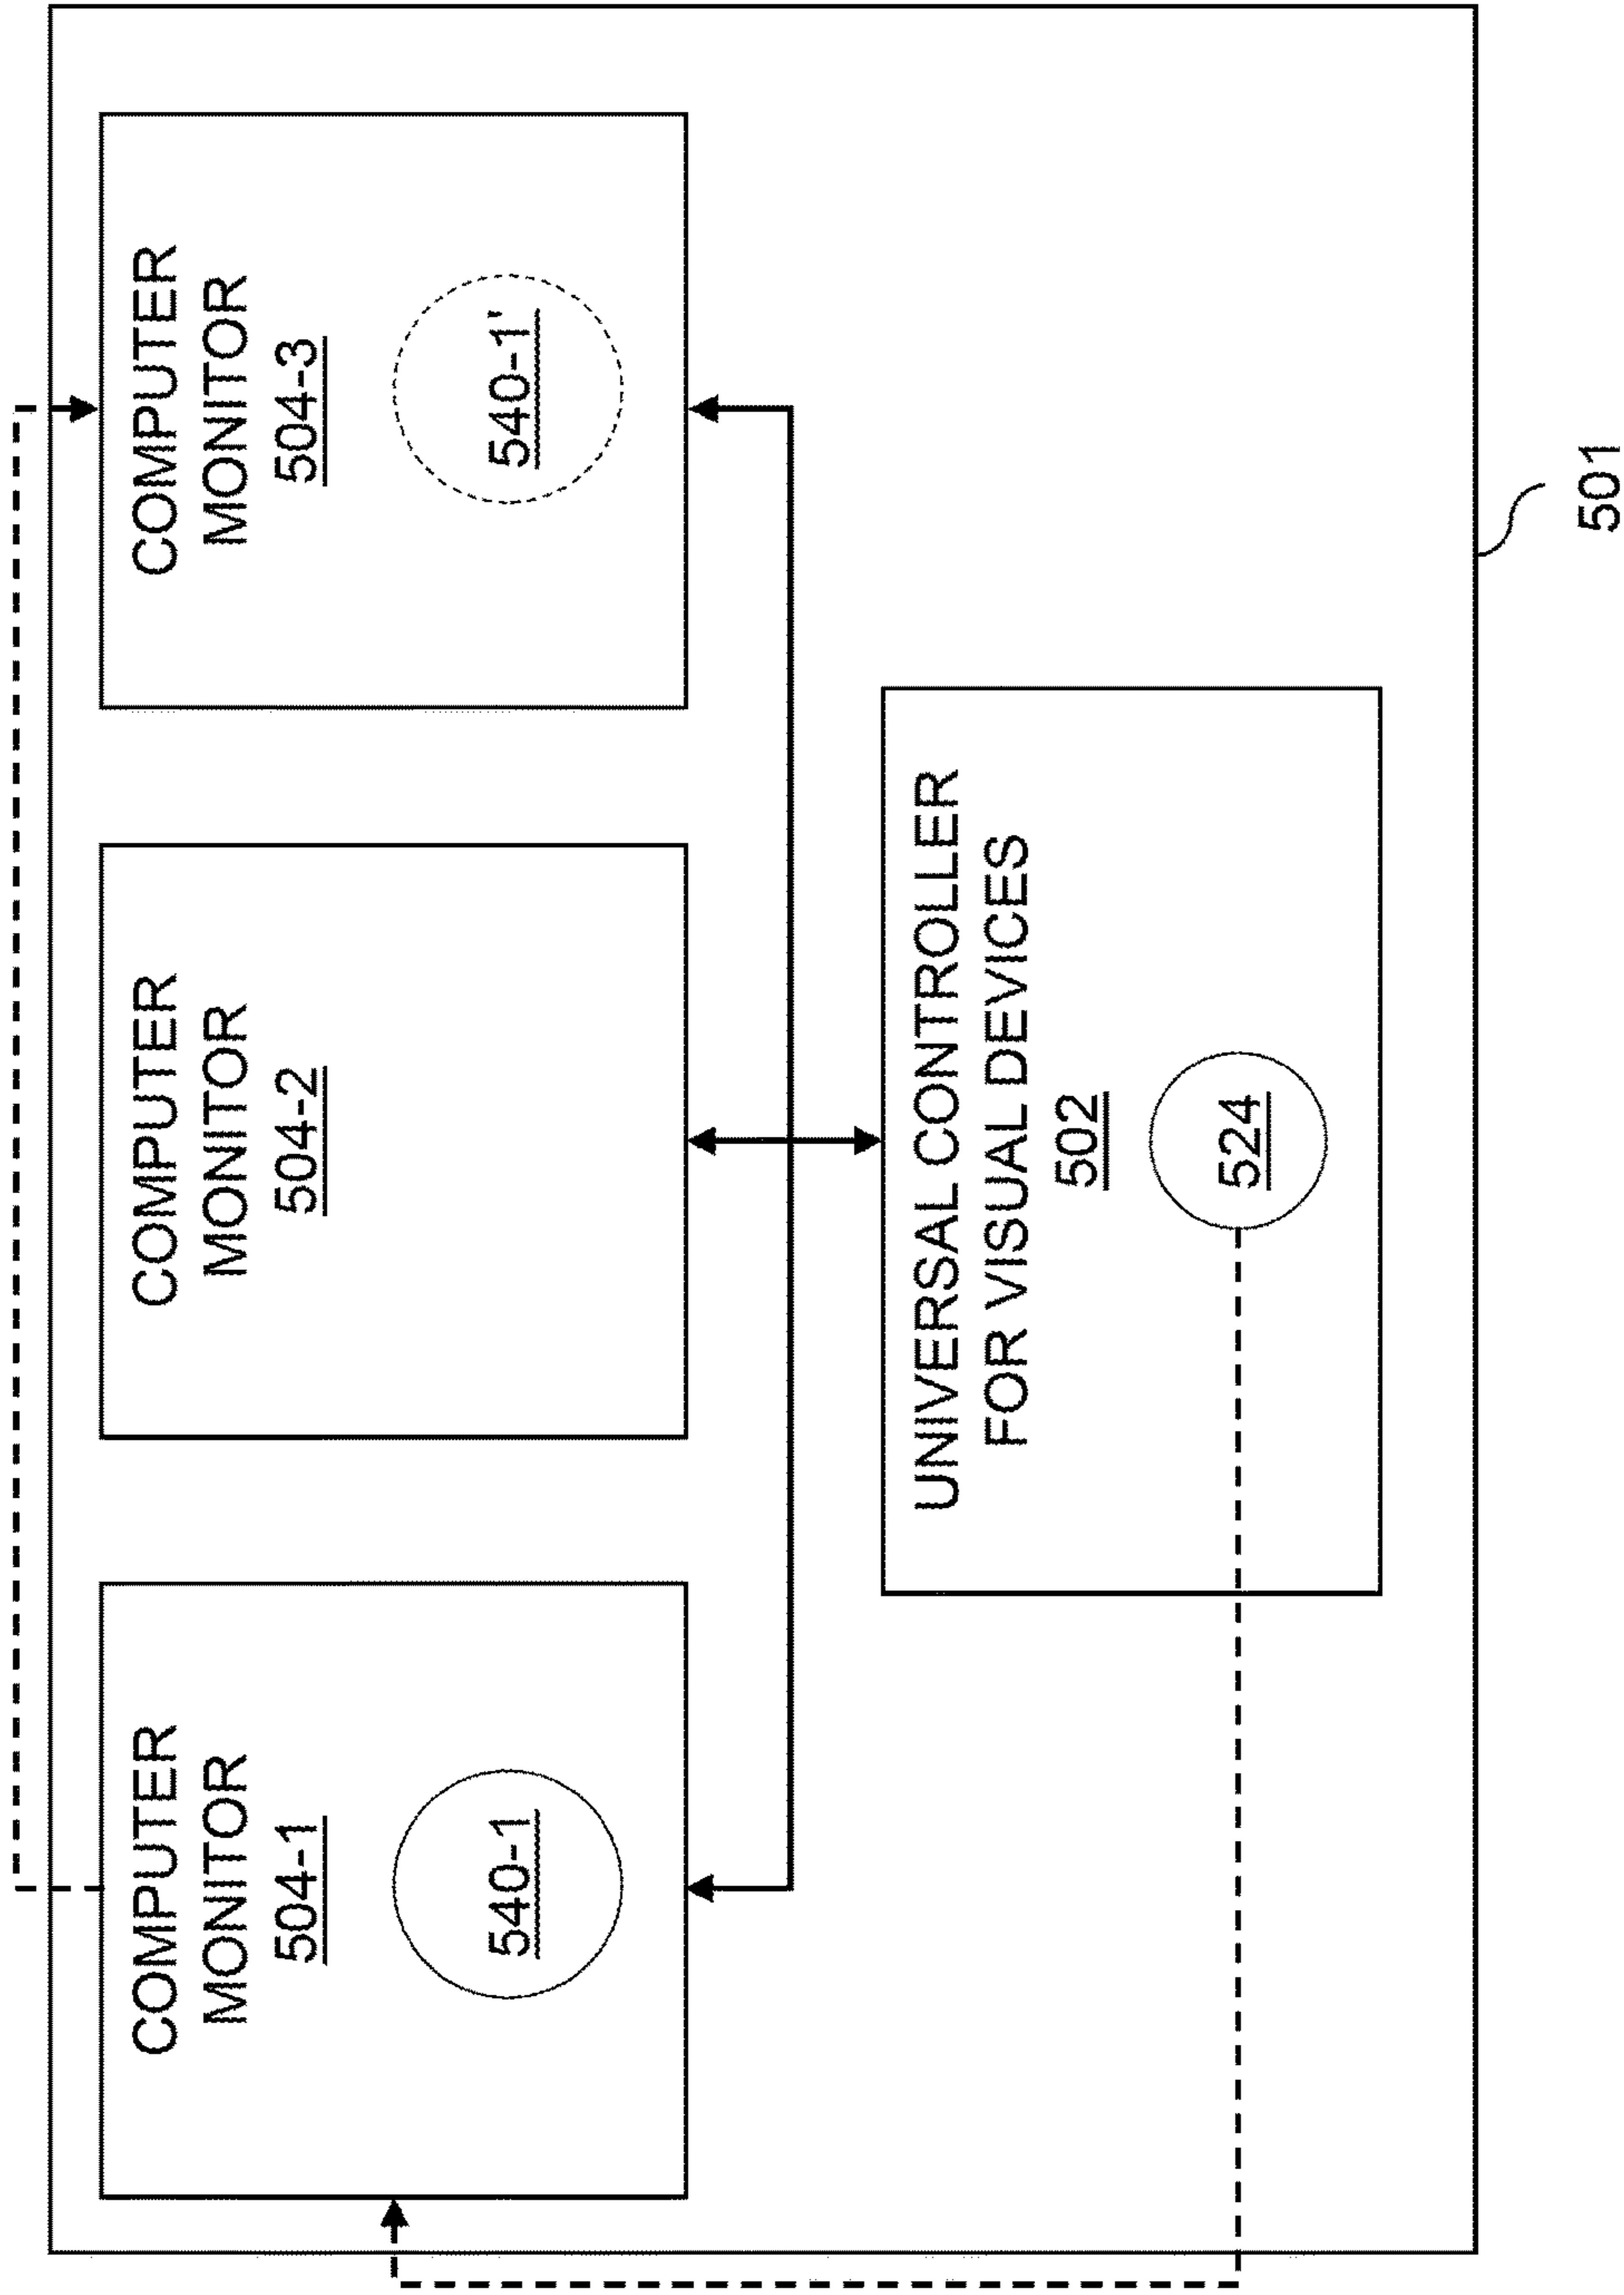 COMPUTER
MONITOR
504-1
540-1
COMPUTER
MONITOR
504-2
COMPUTER
MONITOR
504-3
540-1'
UNIVERSAL CONTROLLER
FOR VISUAL DEVICES
502
524
501